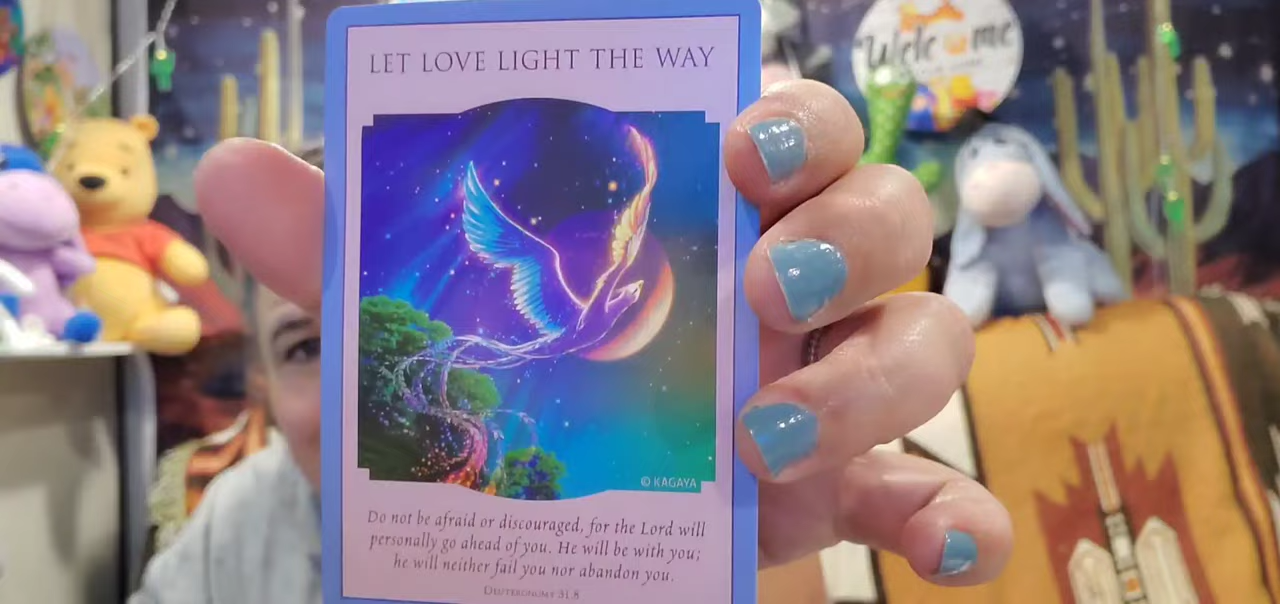 LET LOVE LIGHT THE WAY
Welcome
© KAGAYA
Do not be afraid or discouraged, for the Lord will
personally go ahead of you. He will be with you;
he will neither fail you nor abandon you.
DEUTERONOMY 31:8